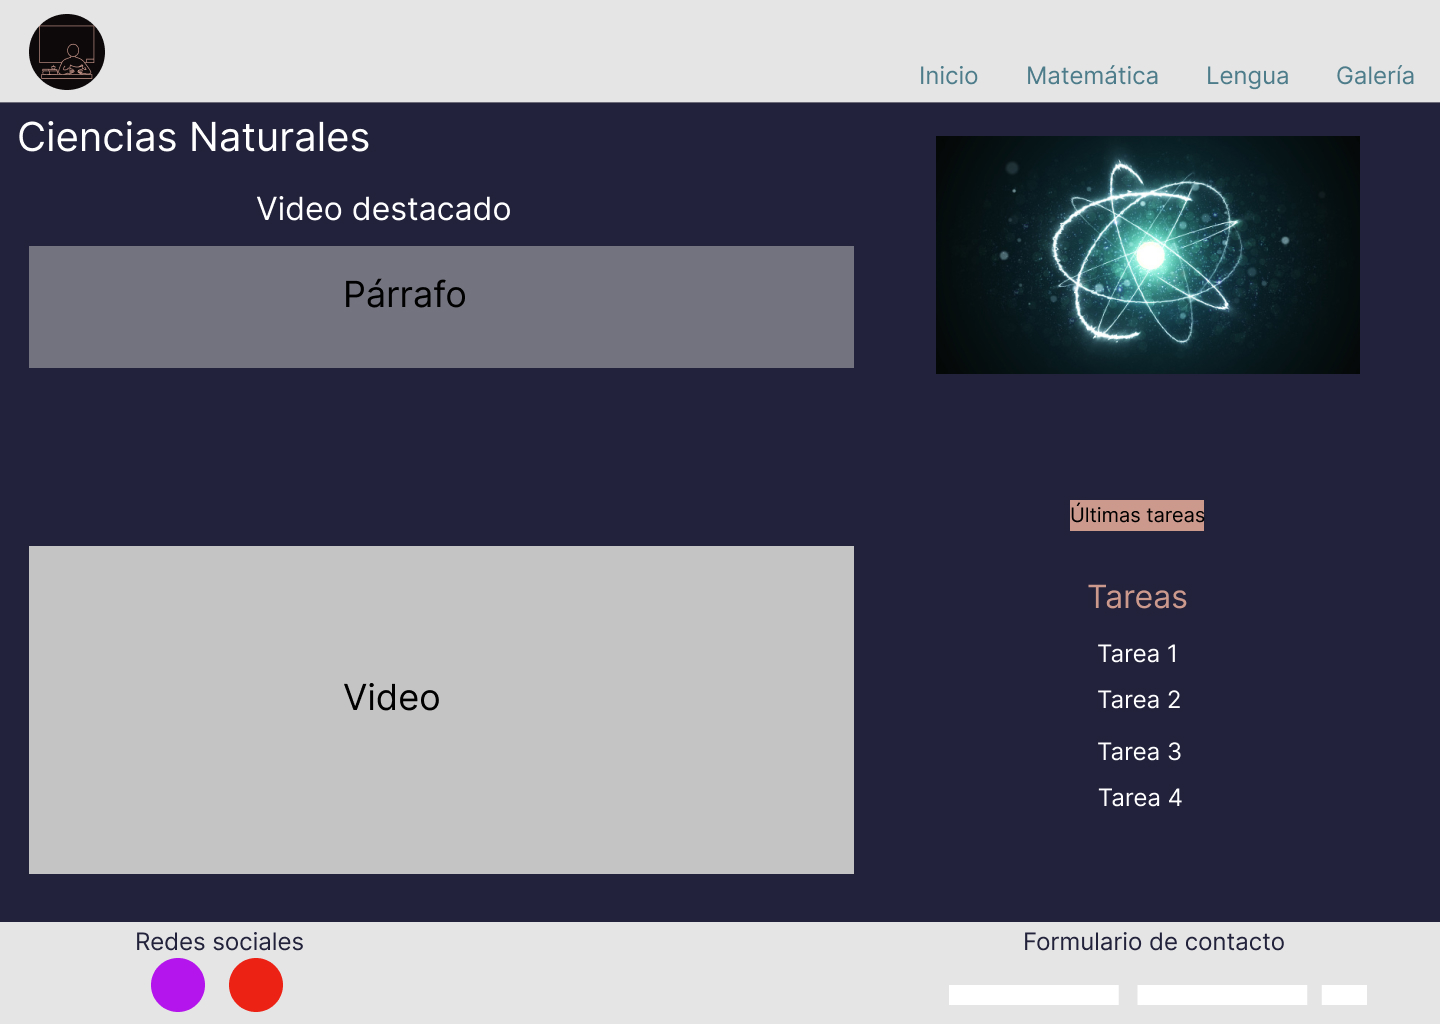 Inicio
Matemática
Lengua
Galería
Ciencias Naturales
Video destacado
Párrafo
Video
Últimas tareas
Tareas
Tarea 1
Tarea 2
Tarea 3
Tarea 4
Redes sociales
Formulario de contacto